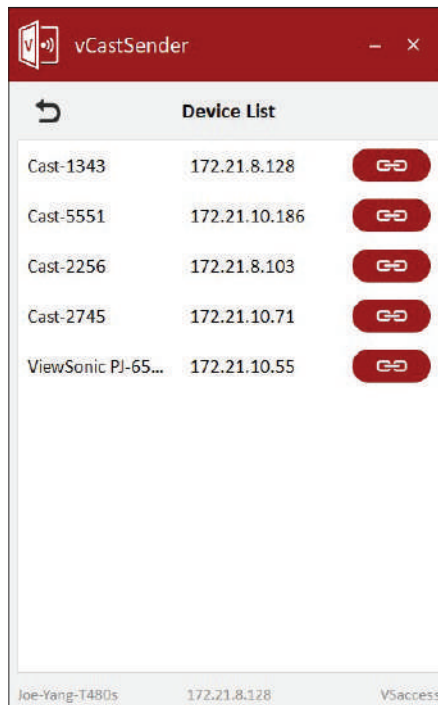 vCastSender
Device List
Cast-1343 172.21.8.128
Cast-5551 172.21.10.186
Cast-2256 172.21.8.103
Cast-2745 172.21.10.71
ViewSonic PJ-65... 172.21.10.55
Joe-Yang-T480s 172.21.8.128 VSaccess